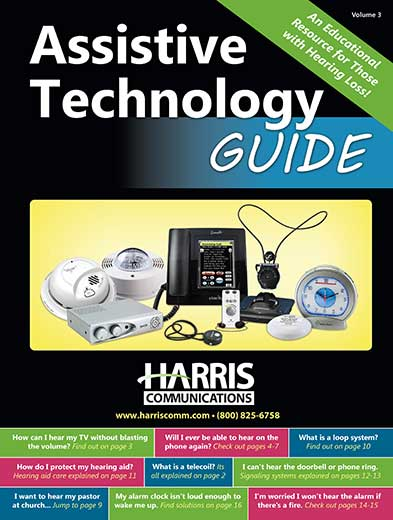 Volume 3
An Educational
Resource for Those
with Hearing Loss!
Assistive
Technology
GUIDE
HARRIS
COMMUNICATIONS
www.harriscomm.com • (800) 825-6758
How can I hear my TV without blasting
the volume? Find out on page 3
Will I ever be able to hear on the
phone again? Check out pages 4-7
What is a loop system?
Find out on page 10
How do I protect my hearing aid?
Hearing aid care explained on page 11
What is a telecoil? Its
all explained on page 2
I can't hear the doorbell or phone ring.
Signaling systems explained on pages 12-13
I want to hear my pastor
at church... Jump to page 9
My alarm clock isn't loud enough to
wake me up. Find solutions on page 16
I'm worried I won't hear the alarm if
there's a fire. Check out pages 14-15